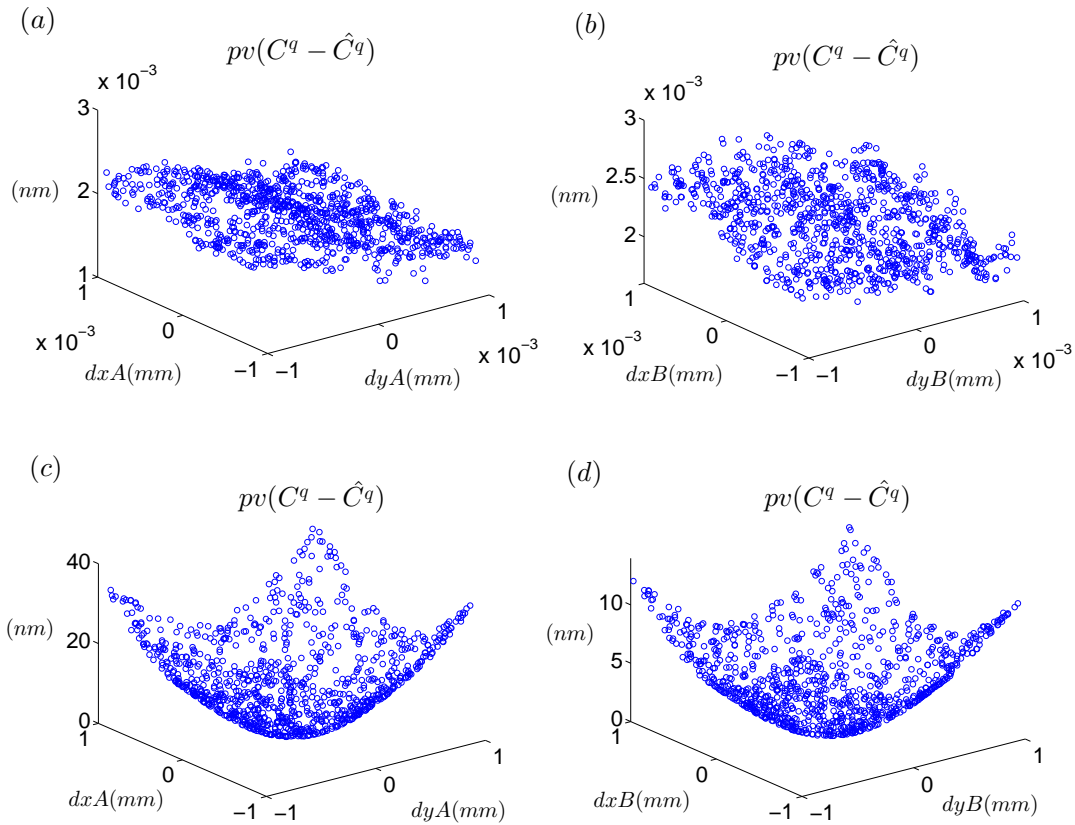 (a)
pv(C^q − Ĉ^q)
x 10^−3
3
2
1
(nm)
1
0
−1
x 10^−3
dxA(mm)
−1
0
1
x 10^−3
dyA(mm)
(b)
pv(C^q − Ĉ^q)
x 10^−3
3
2.5
2
(nm)
1
0
−1
x 10^−3
dxB(mm)
−1
0
1
x 10^−3
dyB(mm)
(c)
pv(C^q − Ĉ^q)
40
20
0
(nm)
1
0
−1
dxA(mm)
−1
0
1
dyA(mm)
(d)
pv(C^q − Ĉ^q)
10
5
0
(nm)
1
0
−1
dxB(mm)
−1
0
1
dyB(mm)